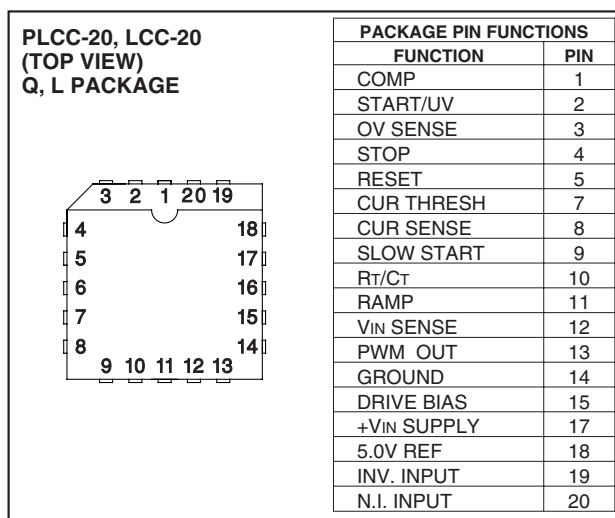 PLCC-20, LCC-20
(TOP VIEW)
Q, L PACKAGE
3 2 1 20 19
4 18
5 17
6 16
7 15
8 14
9 10 11 12 13
PACKAGE PIN FUNCTIONS
FUNCTION PIN
COMP 1
START/UV 2
OV SENSE 3
STOP 4
RESET 5
CUR THRESH 7
CUR SENSE 8
SLOW START 9
RT/CT 10
RAMP 11
VIN SENSE 12
PWM OUT 13
GROUND 14
DRIVE BIAS 15
+VIN SUPPLY 17
5.0V REF 18
INV. INPUT 19
N.I. INPUT 20